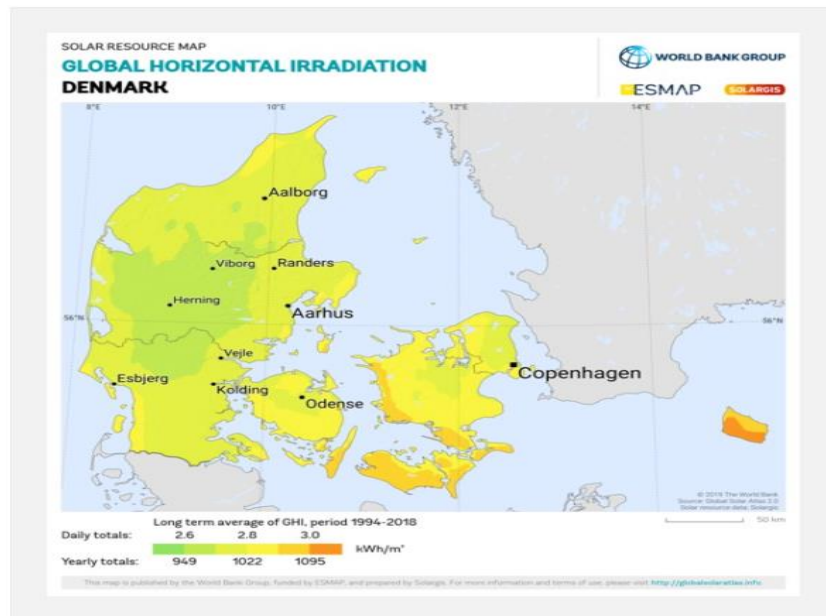 SOLAR RESOURCE MAP
GLOBAL HORIZONTAL IRRADIATION
DENMARK
WORLD BANK GROUP
ESMAP SOLARGIS
8°E 10°E 12°E 14°E
Aalborg
Viborg Randers
Herning
Aarhus
56°N 56°N
Vejle
Esbjerg Kolding
Odense
Copenhagen
© 2019 The World Bank
Source: Global Solar Atlas 2.0
Solar resource data: Solargis
50 km
Long term average of GHI, period 1994-2018
Daily totals: 2.6 2.8 3.0
kWh/m²
Yearly totals: 949 1022 1095
This map is published by the World Bank Group, funded by ESMAP, and prepared by Solargis. For more information and terms of use, please visit http://globalsolaratlas.info.